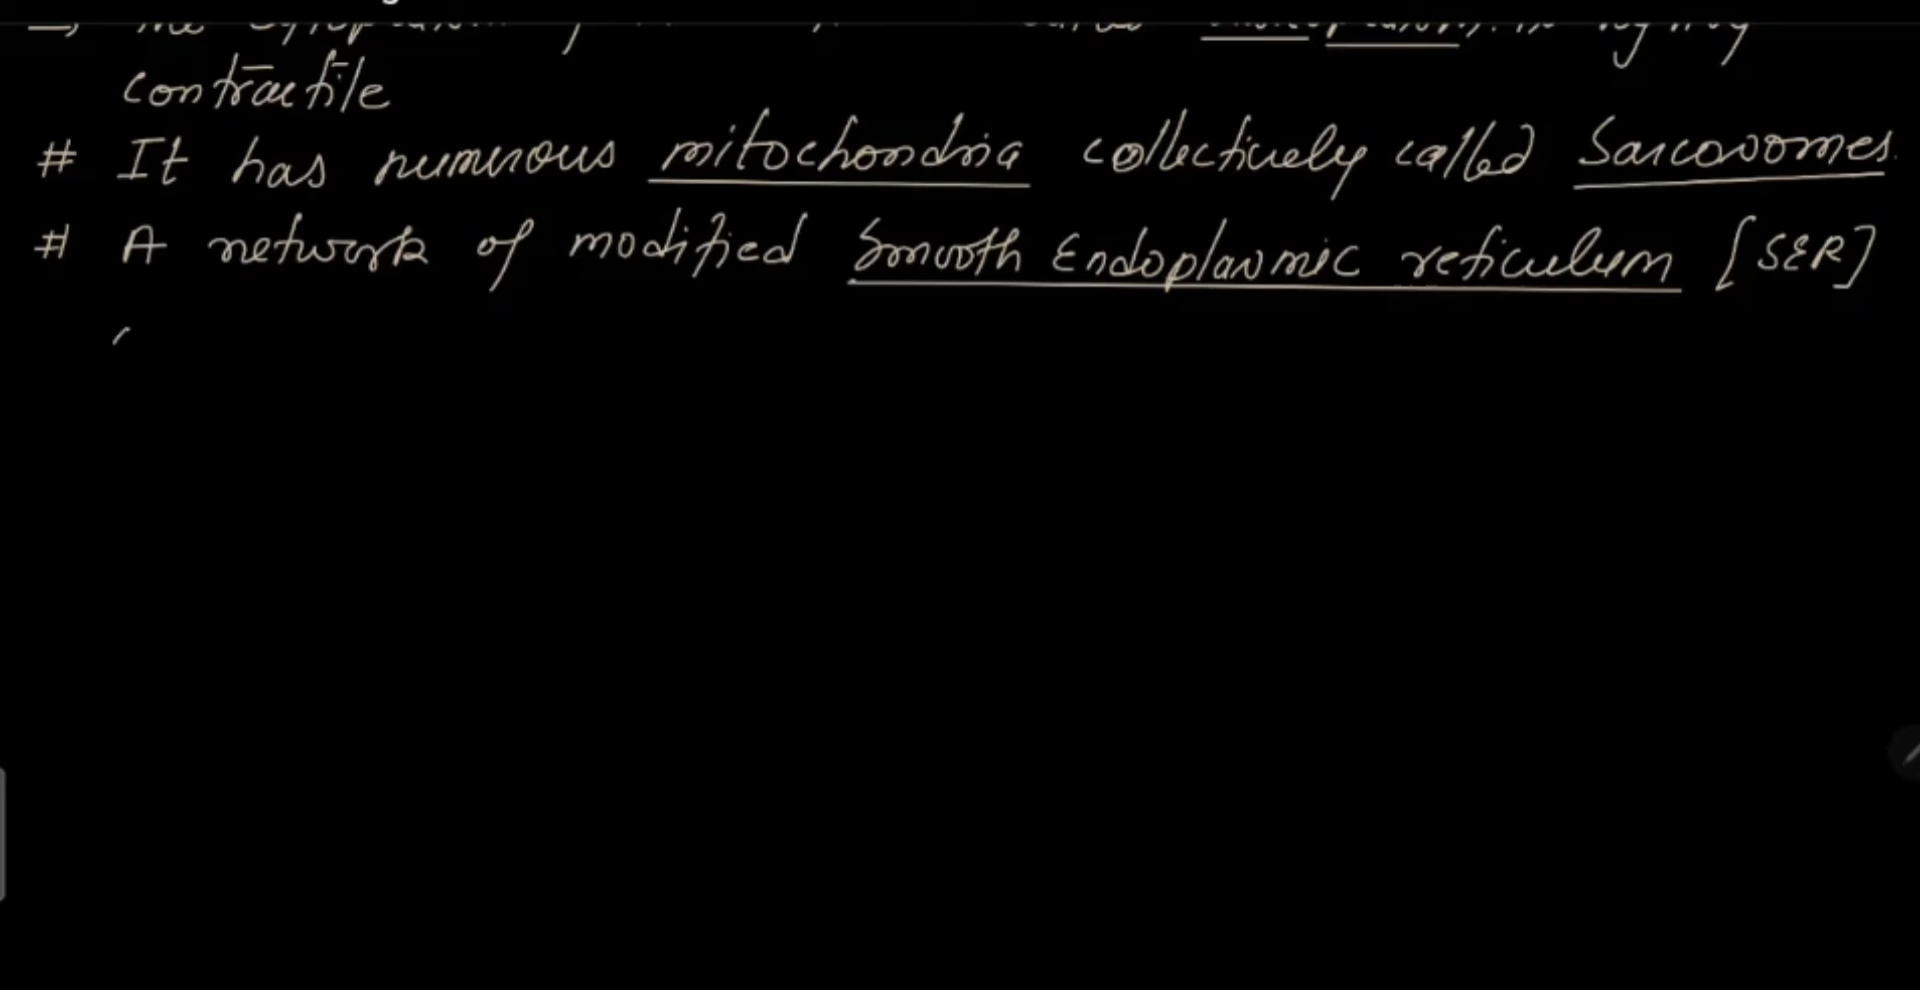 contractile
# It has numerous mitochondria collectively called Sarcosomes.
# A network of modified Smooth Endoplasmic reticulum [SER]